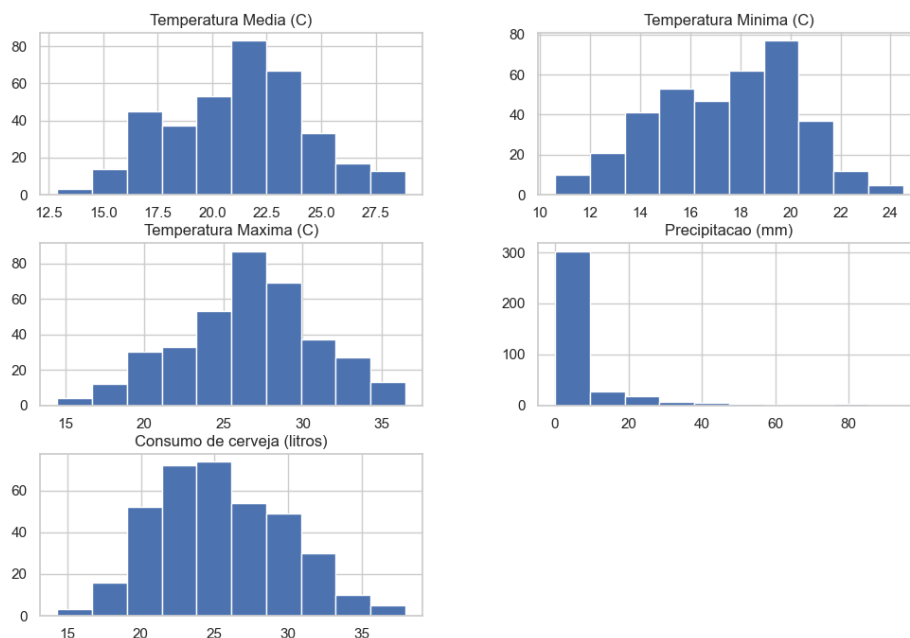 Temperatura Media (C)
80
60
40
20
0
12.5 15.0 17.5 20.0 22.5 25.0 27.5
Temperatura Minima (C)
80
60
40
20
0
10 12 14 16 18 20 22 24
Temperatura Maxima (C)
80
60
40
20
0
15 20 25 30 35
Precipitacao (mm)
300
200
100
0
0 20 40 60 80
Consumo de cerveja (litros)
60
40
20
0
15 20 25 30 35